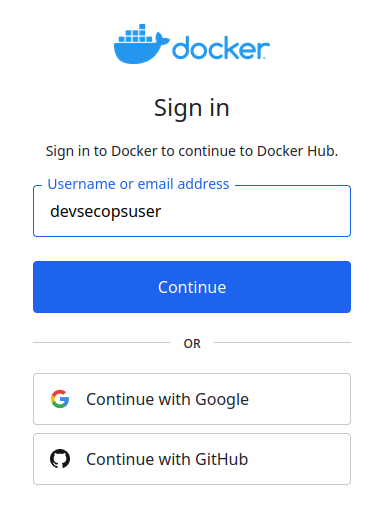 docker.
Sign in
Sign in to Docker to continue to Docker Hub.
Username or email address
devsecopsuser
Continue
OR
Continue with Google
Continue with GitHub